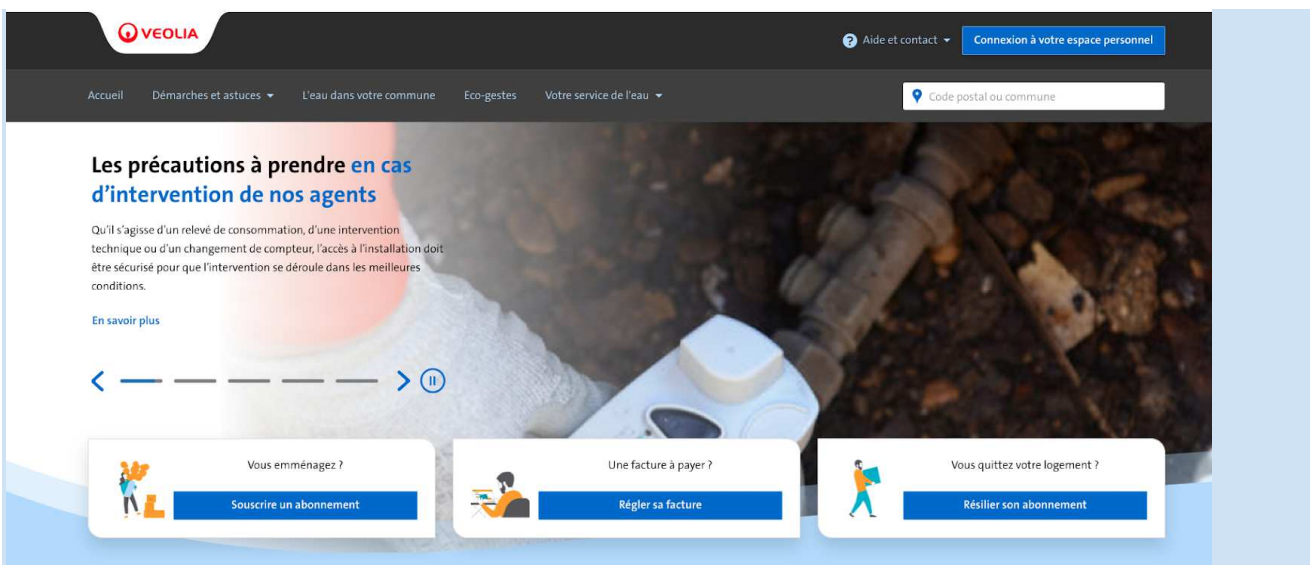 VEOLIA
Aide et contact
Connexion à votre espace personnel
Accueil
Démarches et astuces
L'eau dans votre commune
Eco-gestes
Votre service de l'eau
Code postal ou commune
Les précautions à prendre en cas
d'intervention de nos agents
Qu'il s'agisse d'un relevé de consommation, d'une intervention
technique ou d'un changement de compteur, l'accès à l'installation doit
être sécurisé pour que l'intervention se déroule dans les meilleures
conditions.
En savoir plus
Vous emménagez ?
Souscrire un abonnement
Une facture à payer ?
Régler sa facture
Vous quittez votre logement ?
Résilier son abonnement